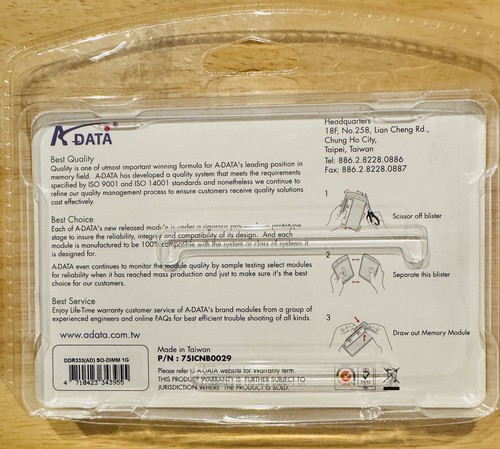 A-DATA®
Best Quality
Quality is one of utmost important winning formula for A-DATA's leading position in
memory field. A-DATA has developed a quality system that meets the requirements
specified by ISO 9001 and ISO 14001 standards and nonetheless we continue to
refine our quality management process to ensure customers receive quality solutions
cost effectively.
Best Choice
Each of A-DATA's new released module is under a rigorous prototype
stage to insure the reliability, integrity and compatibility of its design. And each
module is manufactured to be 100% compatible with the system or class of systems it
is designed for.
A-DATA even continues to monitor the module quality by sample testing select modules
for reliability when it has reached mass production and just to make sure it's the best
choice for our customers.
Best Service
Enjoy Life-Time warranty customer service of A-DATA's brand modules from a group of
experienced engineers and online FAQs for best efficient trouble shooting of all kinds.
www.adata.com.tw
DDR333(AD) SO-DIMM 1G
4 710423 343955
Made in Taiwan
P/N : 75ICNB0029
Please refer to A-DATA website for Warranty term
THIS PRODUCT WARRANTY IS FURTHER SUBJECT TO
JURISDICTION WHERE THE PRODUCT IS SOLD.
Headquarters
18F, No.258, Lian Cheng Rd.,
Chung Ho City,
Taipei, Taiwan
Tel: 886.2.8228.0886
Fax: 886.2.8228.0887
1
Scissor off blister
2
Separate this blister
3
Draw out Memory Module